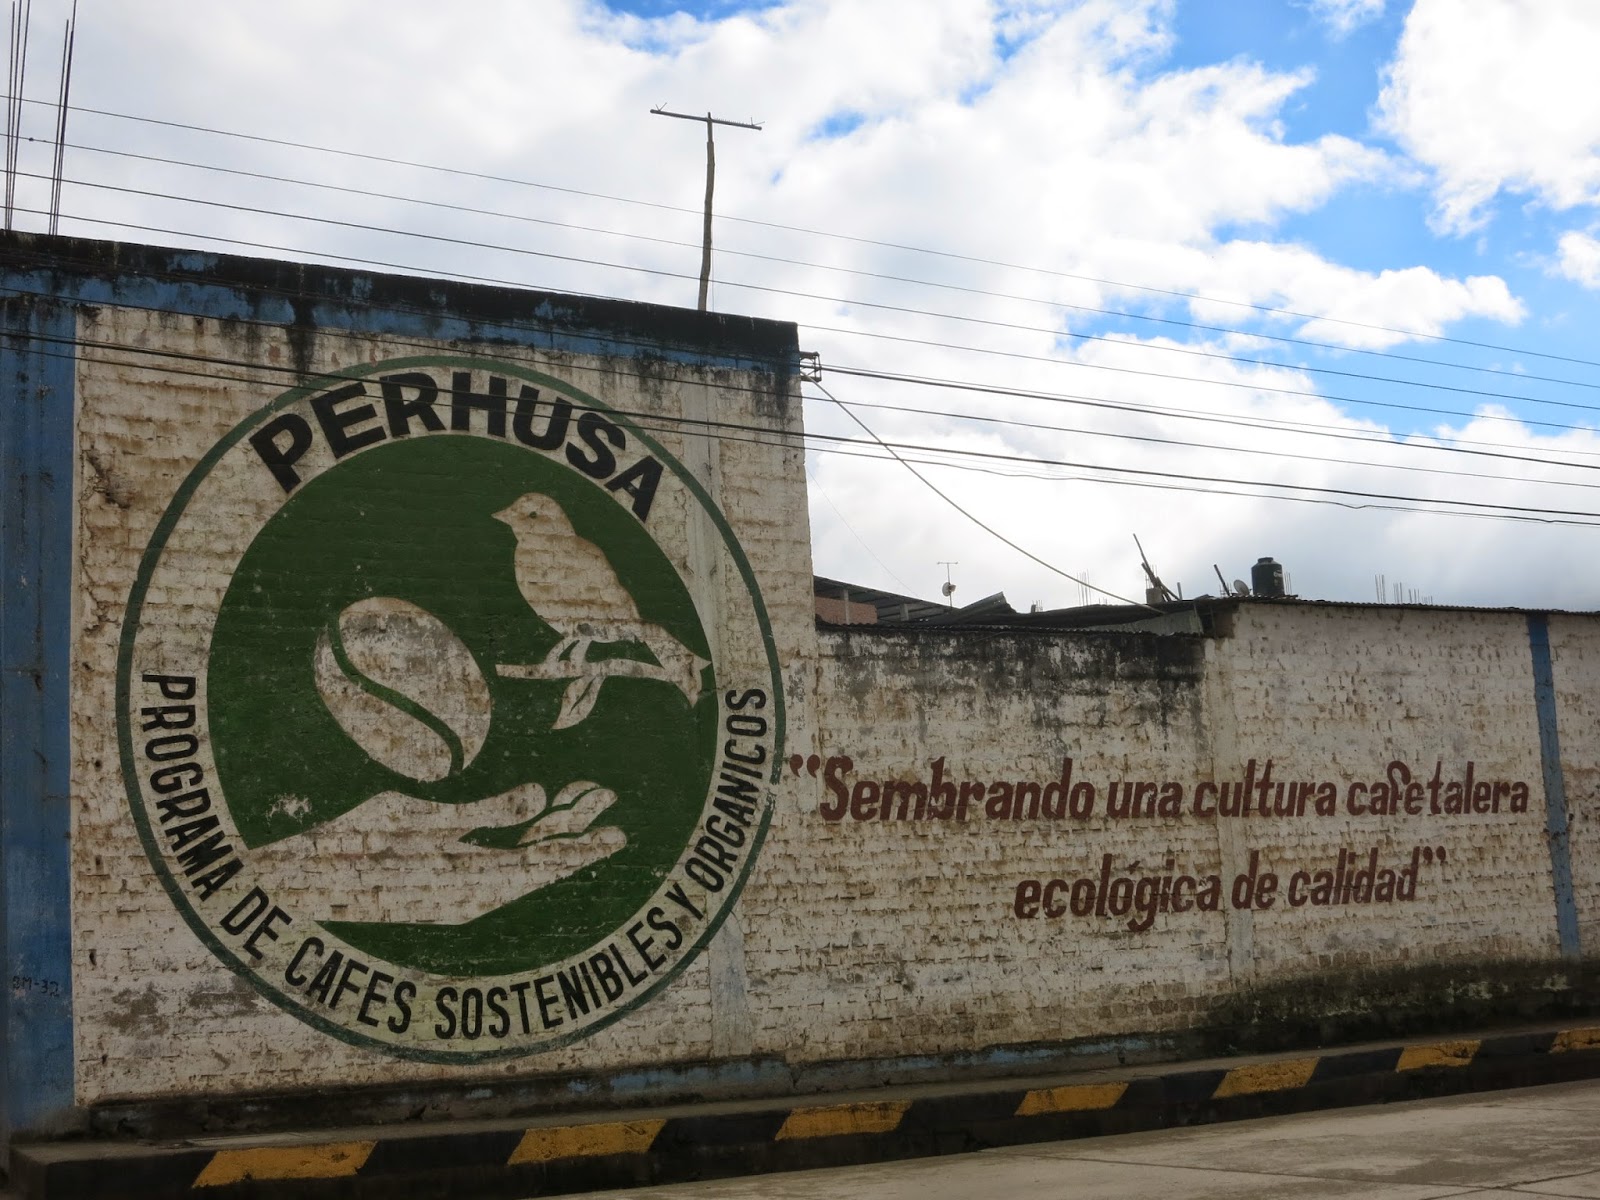 PERHUSA
PROGRAMA DE CAFES SOSTENIBLES Y ORGANICOS
"Sembrando una cultura cafetalera
ecológica de calidad"